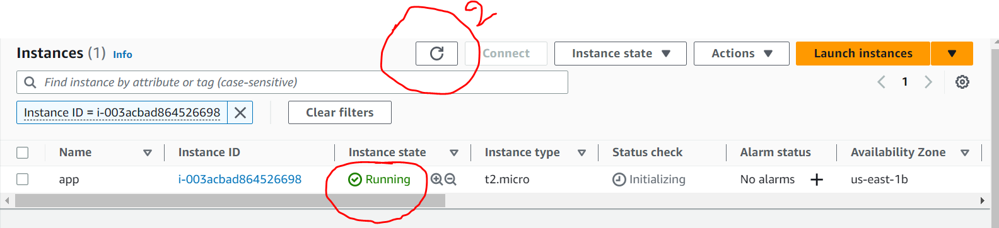 2
Instances (1) Info Connect Instance state Actions Launch instances
Find instance by attribute or tag (case-sensitive) 1
Instance ID = i-003acbad864526698 Clear filters
Name Instance ID Instance state Instance type Status check Alarm status Availability Zone
app i-003acbad864526698 Running t2.micro Initializing No alarms us-east-1b